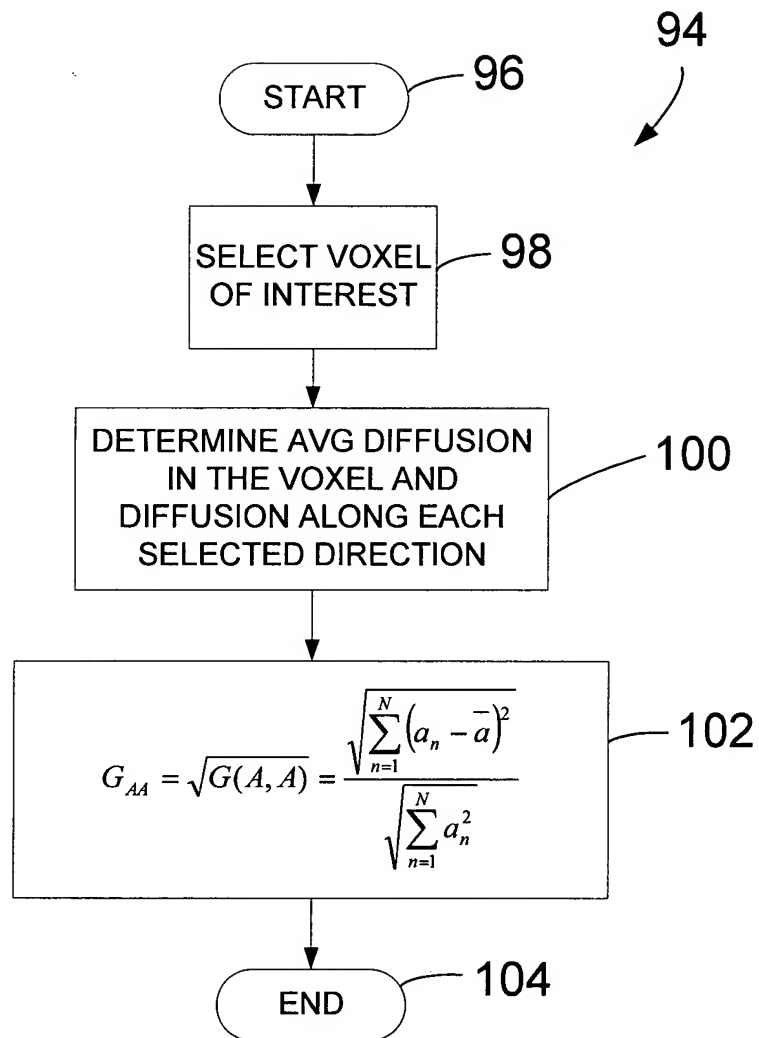 94
START
96
SELECT VOXEL
OF INTEREST
98
DETERMINE AVG DIFFUSION
IN THE VOXEL AND
DIFFUSION ALONG EACH
SELECTED DIRECTION
100
$G_{AA} = \sqrt{G(A, A)} = \frac{\sqrt{\sum_{n=1}^{N} (a_n - \overline{a})^2}}{\sqrt{\sum_{n=1}^{N} a_n^2}}$
102
END
104